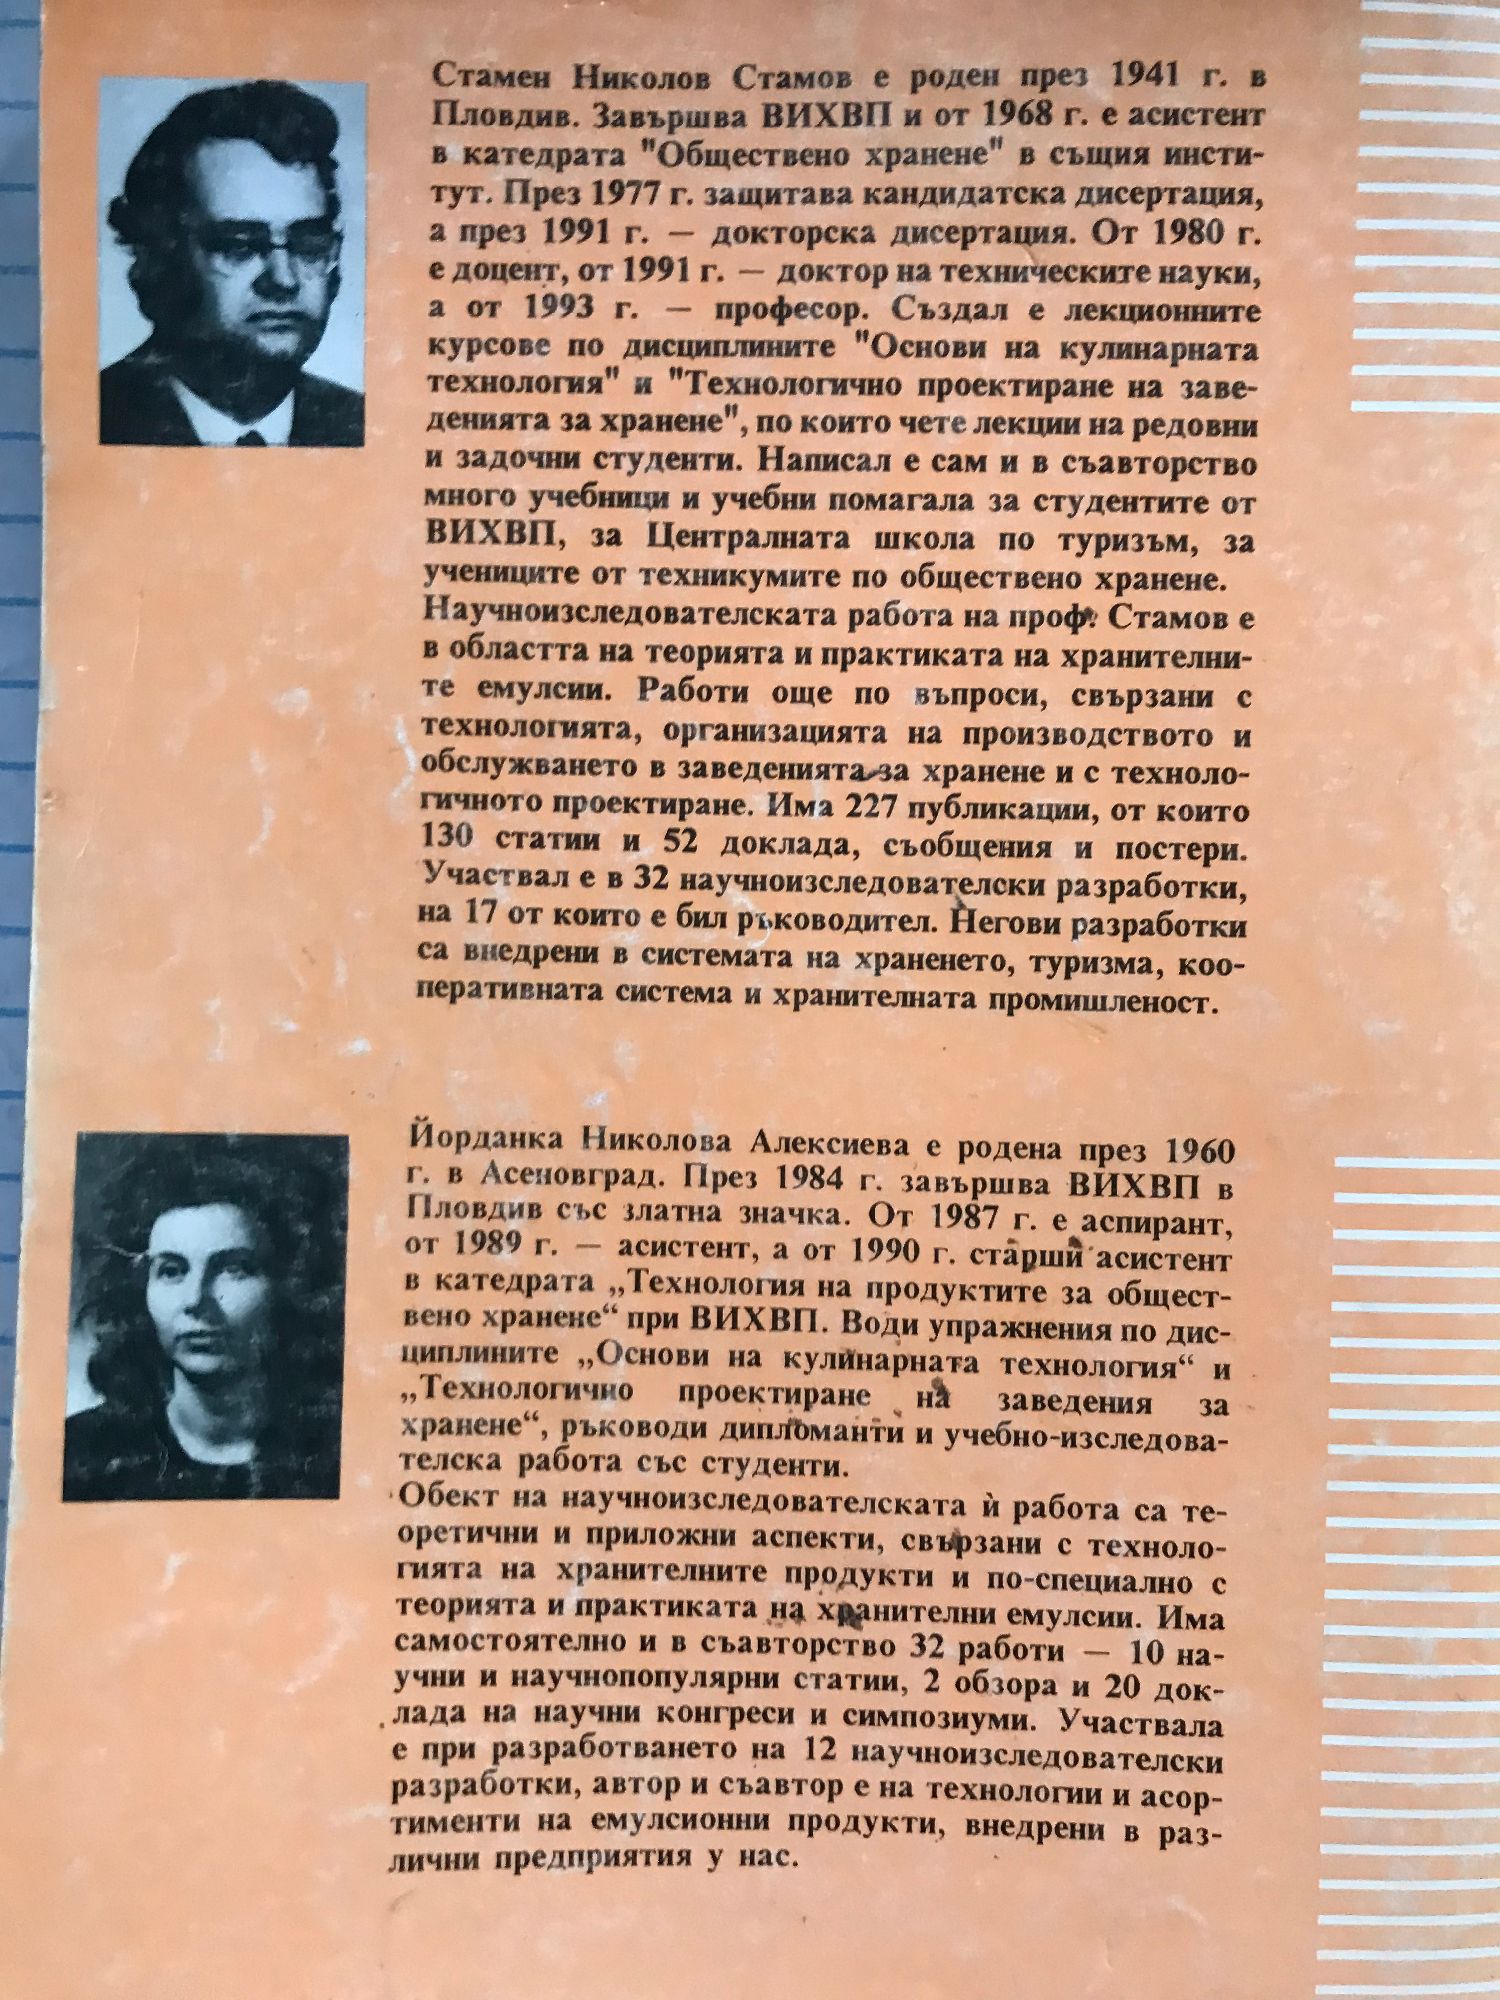 Стамен Николов Стамов е роден през 1941 г. в
Пловдив. Завършва ВИХВП и от 1968 г. е асистент
в катедрата "Обществено хранене" в същия инсти-
тут. През 1977 г. защитава кандидатска дисертация,
а през 1991 г. — докторска дисертация. От 1980 г.
е доцент, от 1991 г. — доктор на техническите науки,
а от 1993 г. — професор. Създал е лекционните
курсове по дисциплините "Основи на кулинарната
технология" и "Технологично проектиране на заве-
денията за хранене", по които чете лекции на редовни
и задочни студенти. Написал е сам и в съавторство
много учебници и учебни помагала за студентите от
ВИХВП, за Централната школа по туризъм, за
учениците от техникумите по обществено хранене.
Научноизследователската работа на проф. Стамов е
в областта на теорията и практиката на хранителни-
те емулсии. Работи още по въпроси, свързани с
технологията, организацията на производството и
обслужването в заведенията за хранене и с техноло-
гичното проектиране. Има 227 публикации, от които
130 статии и 52 доклада, съобщения и постери.
Участвал е в 32 научноизследователски разработки,
на 17 от които е бил ръководител. Негови разработки
са внедрени в системата на храненето, туризма, коо-
перативната система и хранителната промишленост.
Йорданка Николова Алексиева е родена през 1960
г. в Асеновград. През 1984 г. завършва ВИХВП в
Пловдив със златна значка. От 1987 г. е аспирант,
от 1989 г. — асистент, а от 1990 г. старши асистент
в катедрата „Технология на продуктите за общест-
вено хранене“ при ВИХВП. Води упражнения по дис-
циплините „Основи на кулинарната технология“ и
„Технологично проектиране на заведения за
хранене“, ръководи дипломанти и учебно-изследова-
телска работа със студенти.
Обект на научноизследователската ѝ работа са те-
оретични и приложни аспекти, свързани с техноло-
гията на хранителните продукти и по-специално с
теорията и практиката на хранителни емулсии. Има
самостоятелно и в съавторство 32 работи — 10 на-
учни и научнопопулярни статии, 2 обзора и 20 док-
лада на научни конгреси и симпозиуми. Участвала
е при разработването на 12 научноизследователски
разработки, автор и съавтор е на технологии и асор-
тименти на емулсионни продукти, внедрени в раз-
лични предприятия у нас.